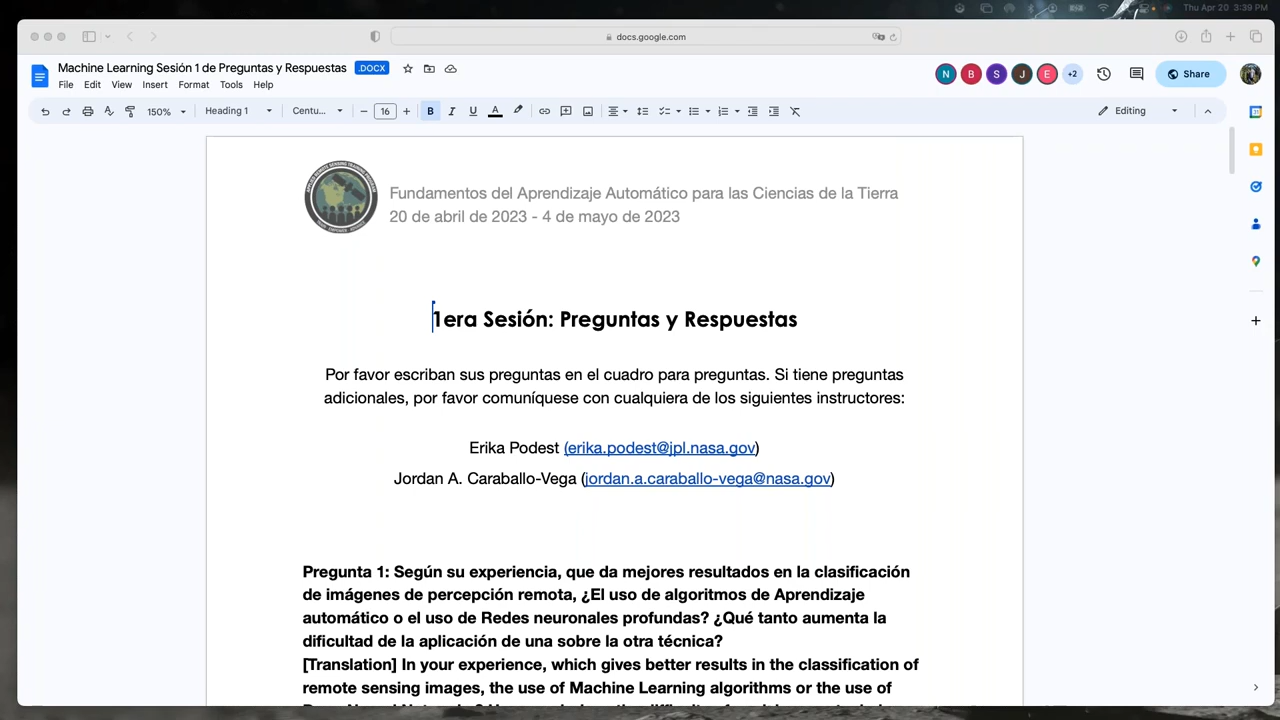 Thu Apr 20 3:39 PM
docs.google.com
Machine Learning Sesión 1 de Preguntas y Respuestas .DOCX
N B S J E +2
Share
File Edit View Insert Format Tools Help
150% Heading 1 Centu... 16 B I U A Editing
Fundamentos del Aprendizaje Automático para las Ciencias de la Tierra
20 de abril de 2023 - 4 de mayo de 2023
1era Sesión: Preguntas y Respuestas
Por favor escriban sus preguntas en el cuadro para preguntas. Si tiene preguntas
adicionales, por favor comuníquese con cualquiera de los siguientes instructores:
Erika Podest (erika.podest@jpl.nasa.gov)
Jordan A. Caraballo-Vega (jordan.a.caraballo-vega@nasa.gov)
Pregunta 1: Según su experiencia, que da mejores resultados en la clasificación
de imágenes de percepción remota, ¿El uso de algoritmos de Aprendizaje
automático o el uso de Redes neuronales profundas? ¿Qué tanto aumenta la
dificultad de la aplicación de una sobre la otra técnica?
[Translation] In your experience, which gives better results in the classification of
remote sensing images, the use of Machine Learning algorithms or the use of